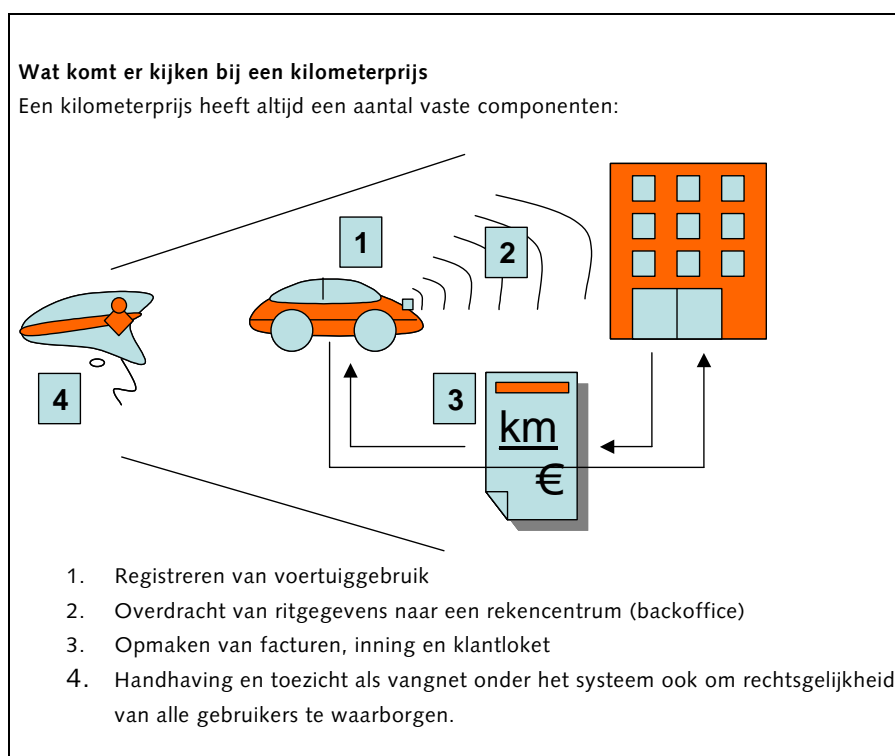 Wat komt er kijken bij een kilometerprijs
Een kilometerprijs heeft altijd een aantal vaste componenten:
1
2
3
km
€
4
1. Registreren van voertuiggebruik
2. Overdracht van ritgegevens naar een rekencentrum (backoffice)
3. Opmaken van facturen, inning en klantloket
4. Handhaving en toezicht als vangnet onder het systeem ook om rechtsgelijkheid
van alle gebruikers te waarborgen.